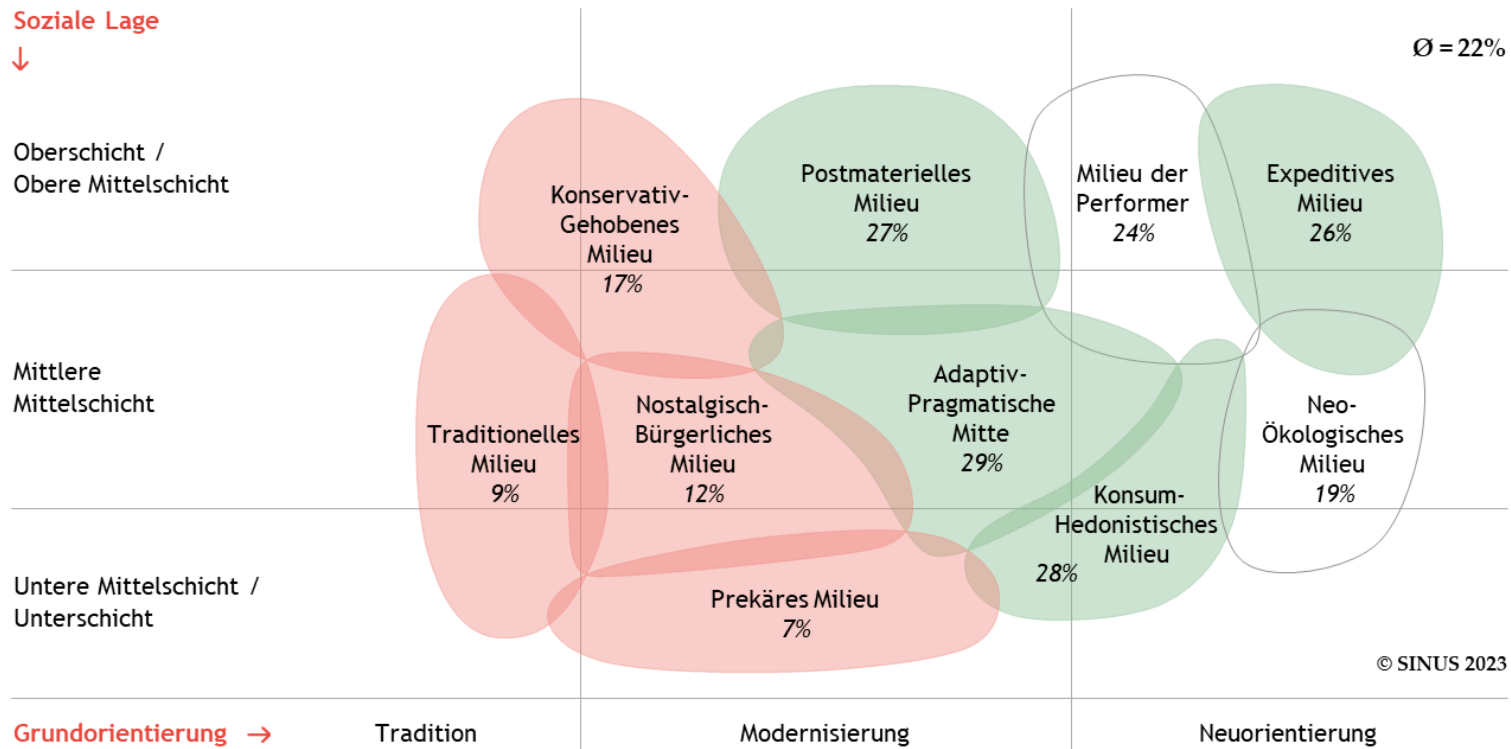 Soziale Lage
↓
Ø = 22%
Oberschicht /
Obere Mittelschicht
Konservativ-
Gehobenes
Milieu
17%
Postmaterielles
Milieu
27%
Milieu der
Performer
24%
Expeditives
Milieu
26%
Mittlere
Mittelschicht
Traditionelles
Milieu
9%
Nostalgisch-
Bürgerliches
Milieu
12%
Adaptiv-
Pragmatische
Mitte
29%
Konsum-
Hedonistisches
Milieu
28%
Neo-
Ökologisches
Milieu
19%
Untere Mittelschicht /
Unterschicht
Prekäres Milieu
7%
© SINUS 2023
Grundorientierung →
Tradition
Modernisierung
Neuorientierung